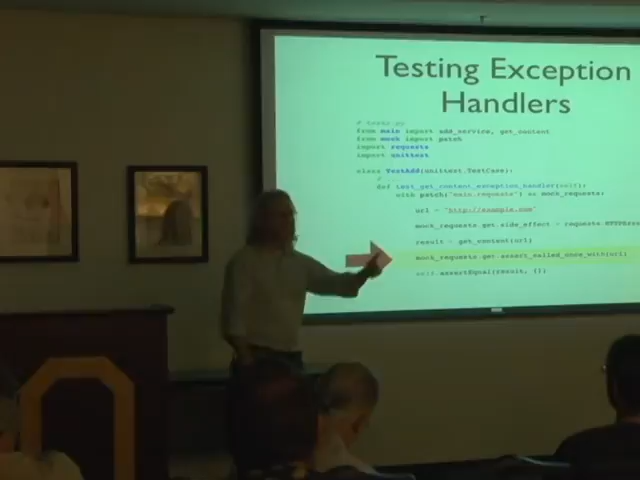 Testing Exception
Handlers
# tests.py
from main import add_service, get_content
from mock import patch
import requests
import unittest
class TestAdd(unittest.TestCase):
def test_get_content_exception_handler(self):
with patch("main.requests") as mock_requests:
url = "http://example.com"
mock_requests.get.side_effect = requests.HTTPError
result = get_content(url)
mock_requests.get.assert_called_once_with(url)
self.assertEqual(result, [])